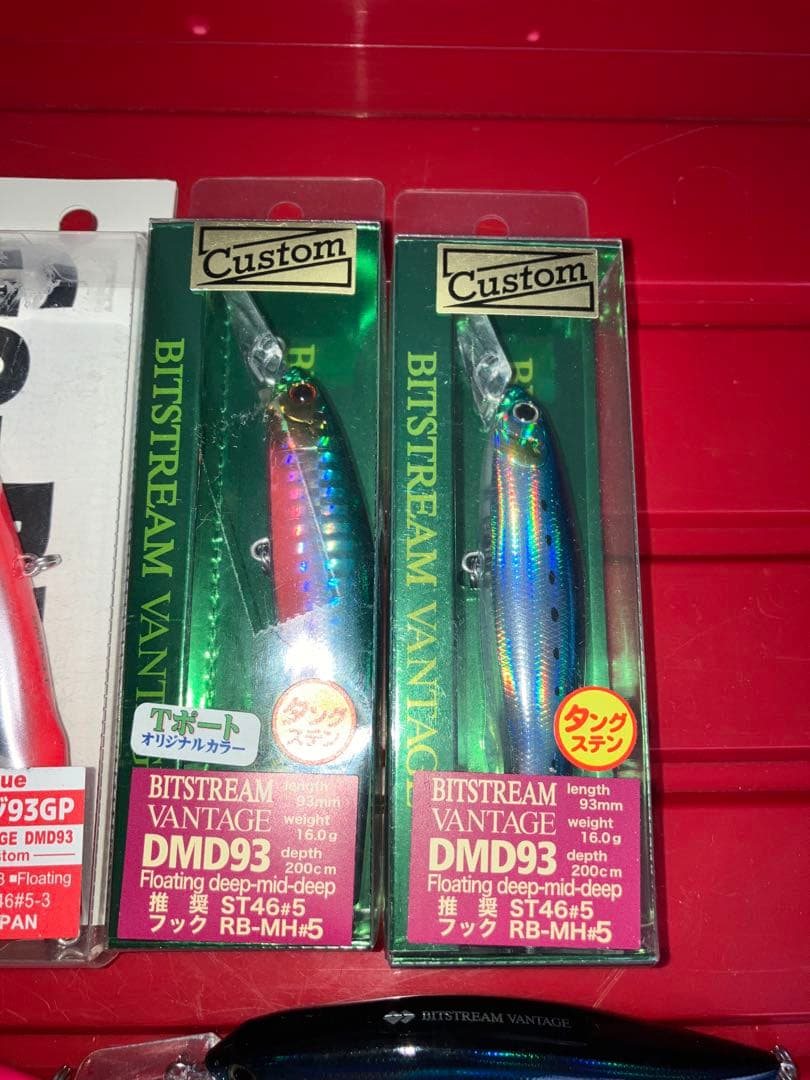 Custom
BITSTREAM VANTAGE
Tポート
オリジナルカラー
タング
ステン
BITSTREAM
VANTAGE
DMD93
length
93mm
weight
16.0g
depth
200cm
Floating deep-mid-deep
推奨 ST46#5
フック RB-MH#5
Custom
BITSTREAM VANTAGE
タング
ステン
BITSTREAM
VANTAGE
DMD93
length
93mm
weight
16.0g
depth
200cm
Floating deep-mid-deep
推奨 ST46#5
フック RB-MH#5
93GP
DMD93
■Floating
46#5-3
BITSTREAM VANTAGE